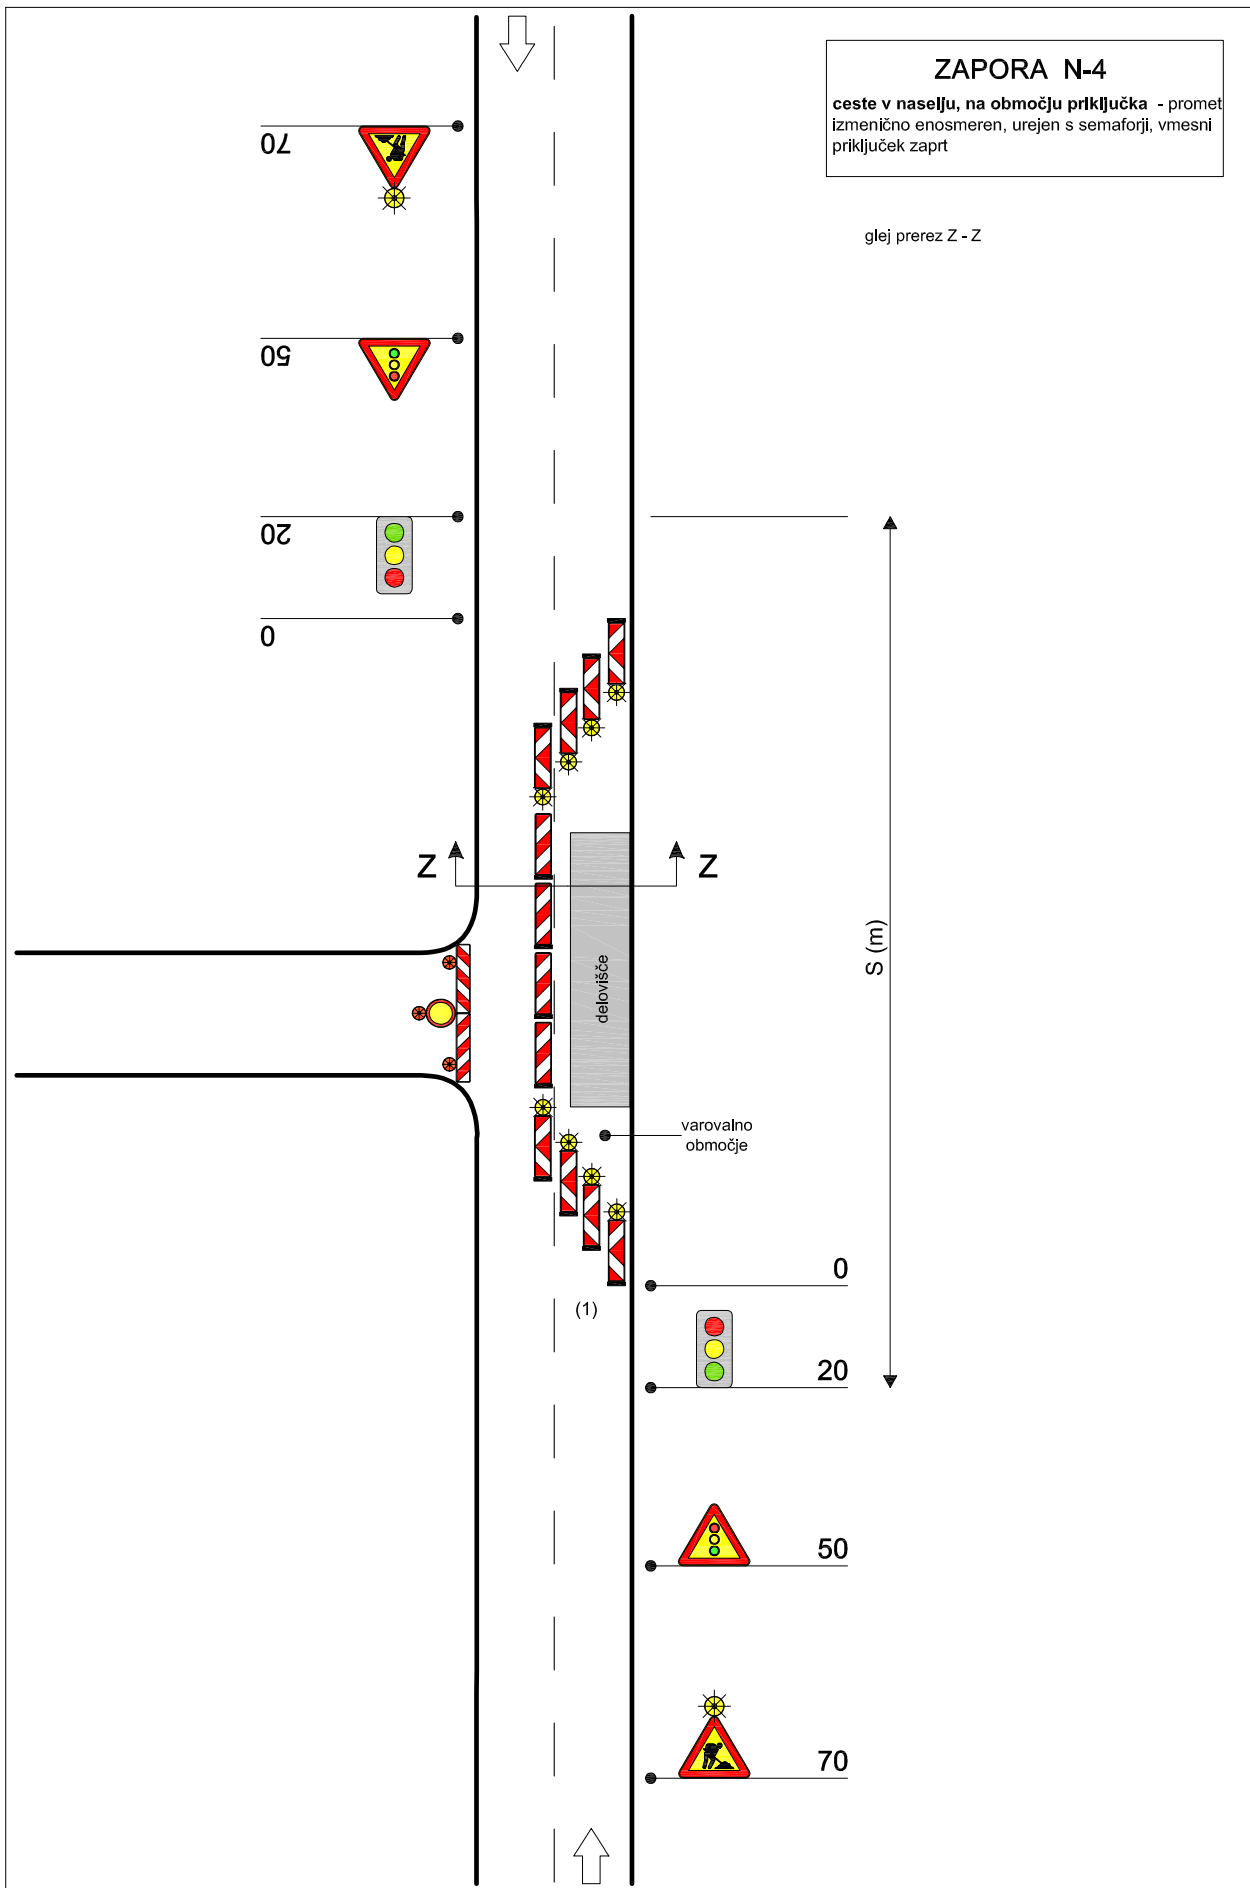 ZAPORA N-4
ceste v naselju, na območju priključka - promet
izmenično enosmeren, urejen s semaforji, vmesni
priključek zaprt
glej prerez Z - Z
70
50
20
0
Z
Z
S (m)
delovišče
varovalno
območje
0
(1)
20
50
70